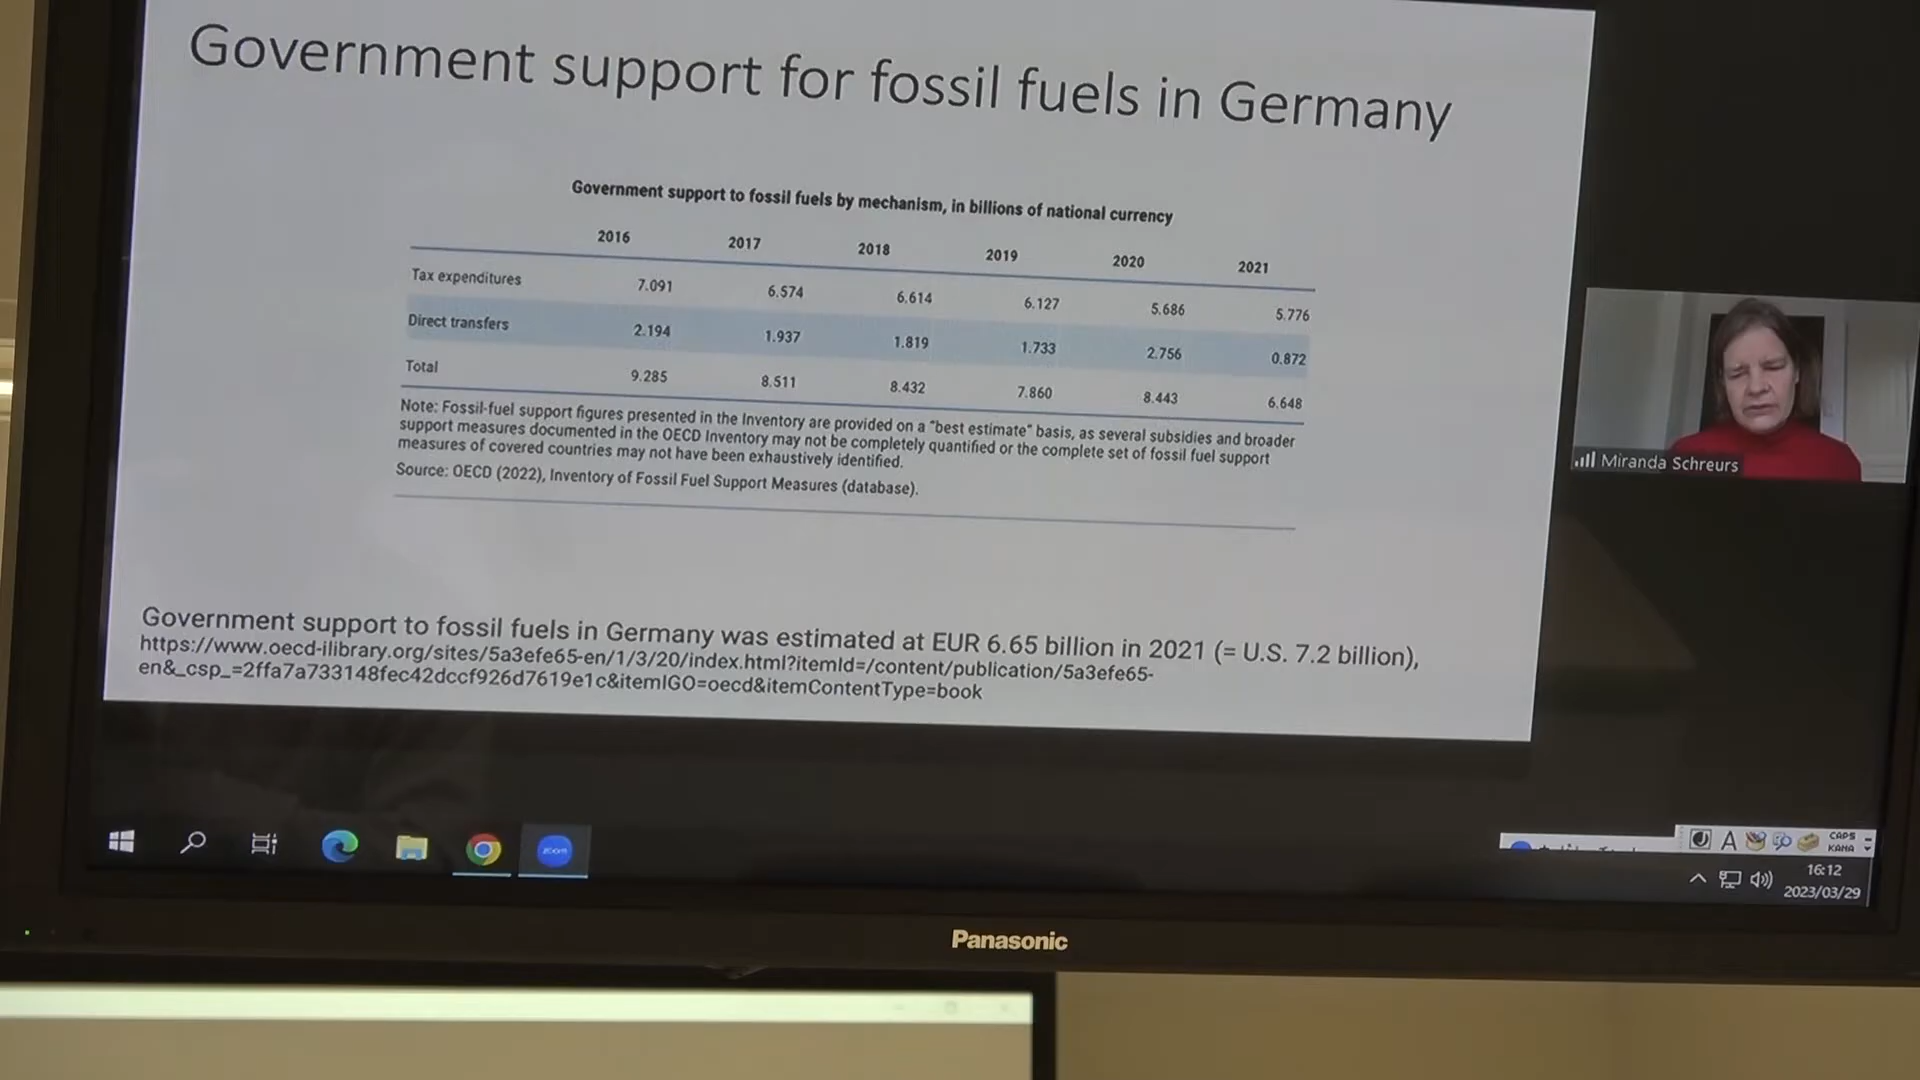 Government support for fossil fuels in Germany
Government support to fossil fuels by mechanism, in billions of national currency
2016 2017 2018 2019 2020 2021
Tax expenditures 7.091 6.574 6.614 6.127 5.686 5.776
Direct transfers 2.194 1.937 1.819 1.733 2.756 0.872
Total 9.285 8.511 8.432 7.860 8.443 6.648
Note: Fossil-fuel support figures presented in the Inventory are provided on a "best estimate" basis, as several subsidies and broader
support measures documented in the OECD Inventory may not be completely quantified or the complete set of fossil fuel support
measures of covered countries may not have been exhaustively identified.
Source: OECD (2022), Inventory of Fossil Fuel Support Measures (database).
Miranda Schreurs
Government support to fossil fuels in Germany was estimated at EUR 6.65 billion in 2021 (= U.S. 7.2 billion),
https://www.oecd-ilibrary.org/sites/5a3efe65-en/1/3/20/index.html?itemId=/content/publication/5a3efe65-
en&_csp_=2ffa7a733148fec42dccf926d7619e1c&itemIGO=oecd&itemContentType=book
zoom
A CAPS
KANA
16:12
2023/03/29
Panasonic